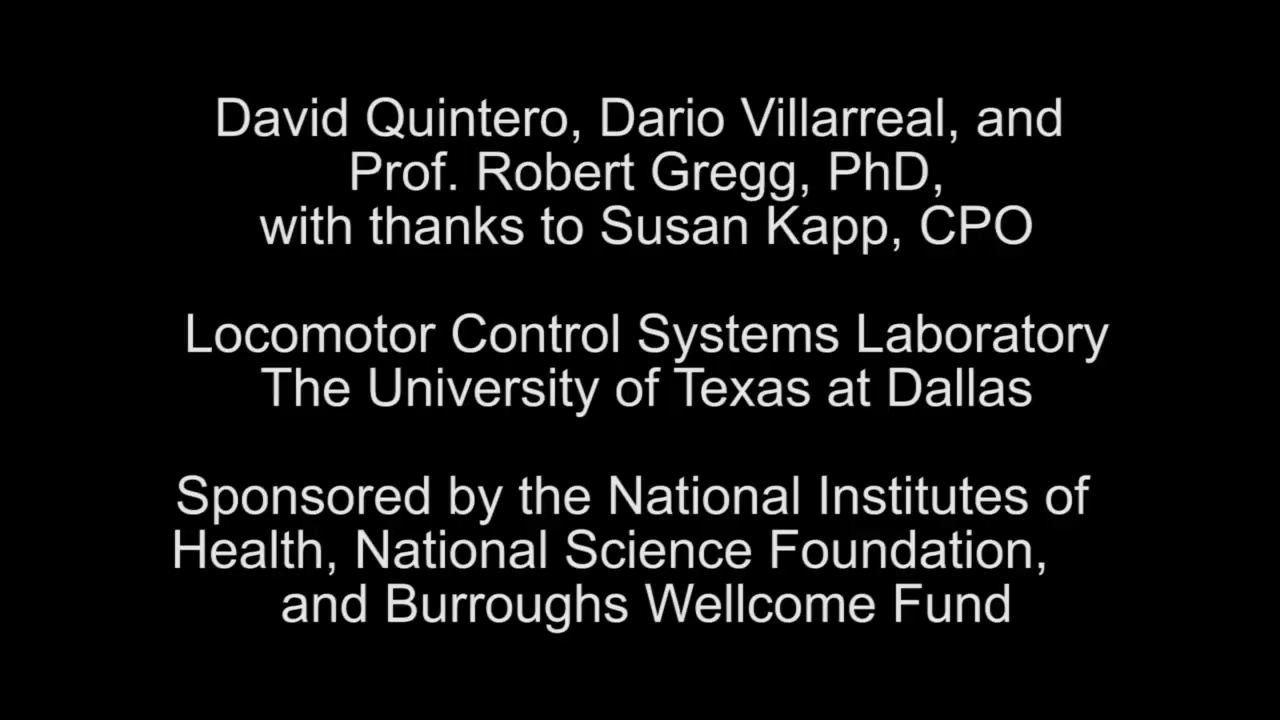 David Quintero, Dario Villarreal, and
Prof. Robert Gregg, PhD,
with thanks to Susan Kapp, CPO
Locomotor Control Systems Laboratory
The University of Texas at Dallas
Sponsored by the National Institutes of
Health, National Science Foundation,
and Burroughs Wellcome Fund